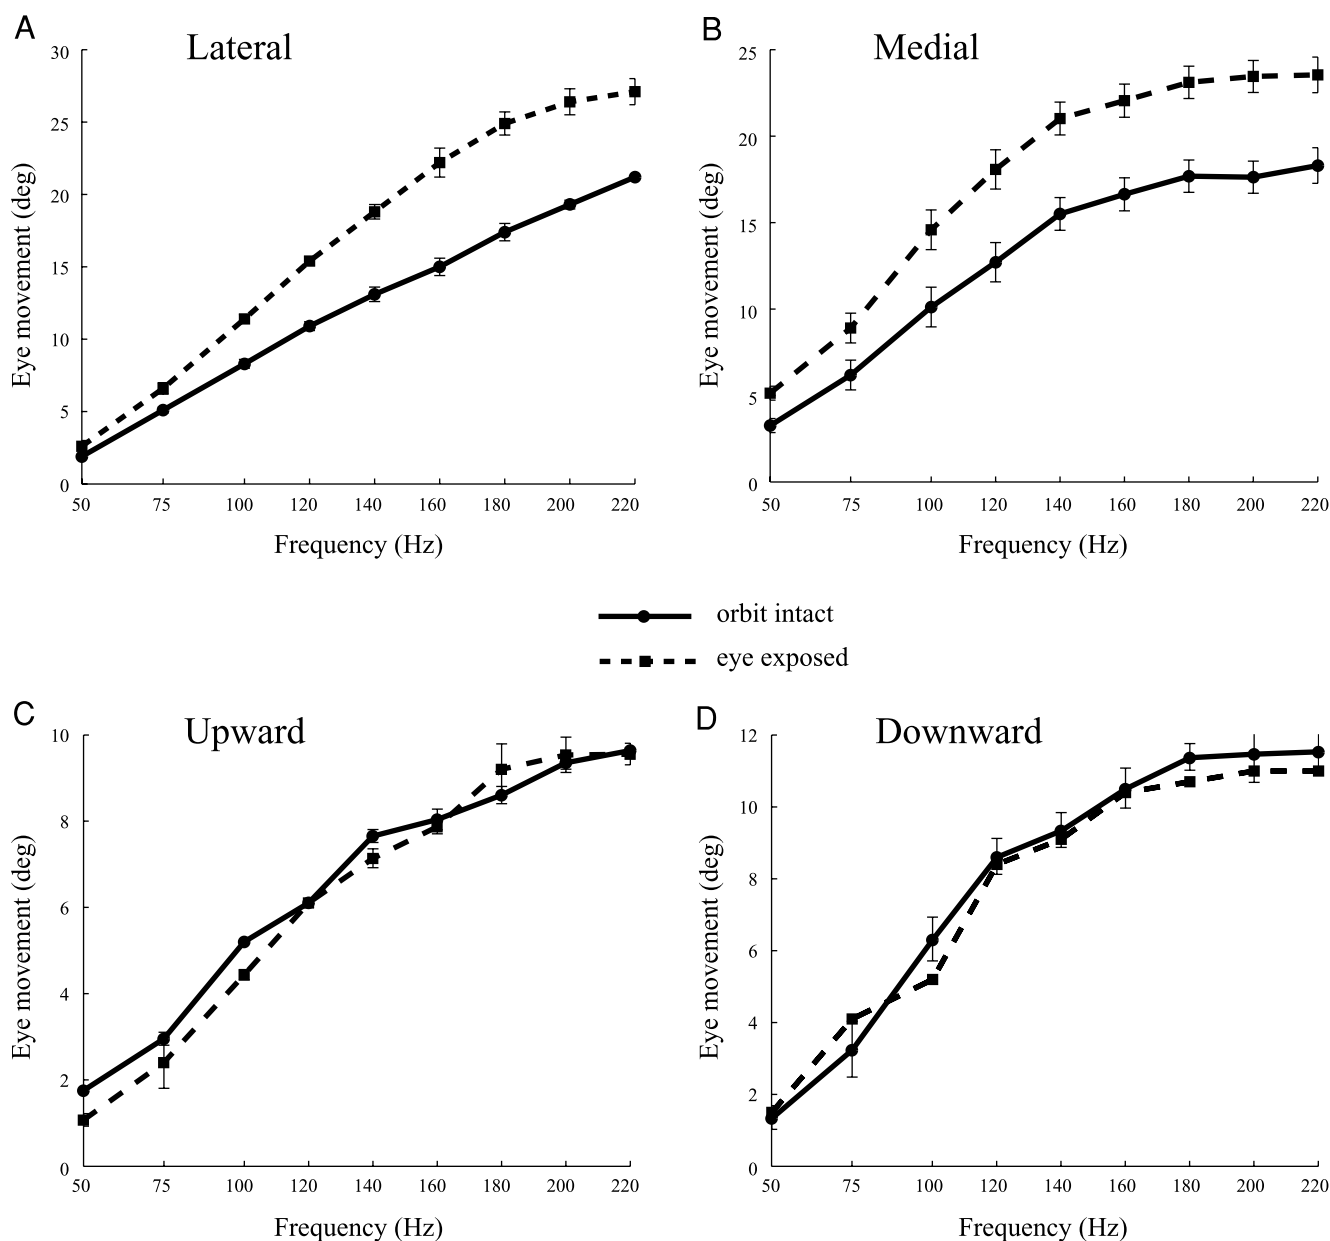 A
Lateral
30
25
20
15
10
5
0
Eye movement (deg)
50 75 100 120 140 160 180 200 220
Frequency (Hz)
B
Medial
25
20
15
10
5
0
Eye movement (deg)
50 75 100 120 140 160 180 200 220
Frequency (Hz)
orbit intact
eye exposed
C
Upward
10
8
6
4
2
0
Eye movement (deg)
50 75 100 120 140 160 180 200 220
Frequency (Hz)
D
Downward
12
10
8
6
4
2
0
Eye movement (deg)
50 75 100 120 140 160 180 200 220
Frequency (Hz)